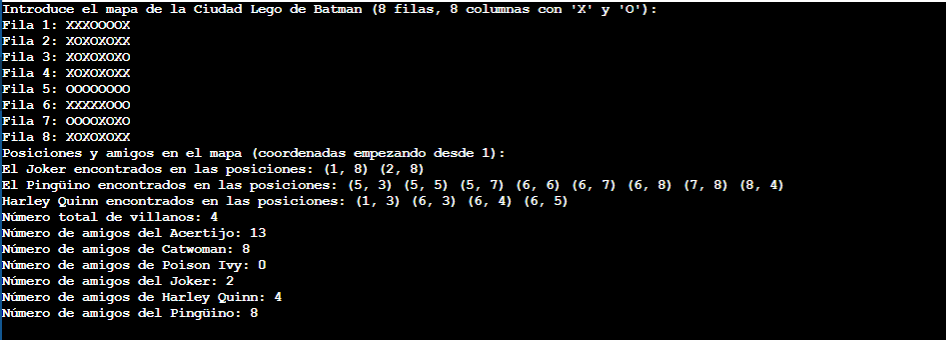 Introduce el mapa de la Ciudad Lego de Batman (8 filas, 8 columnas con 'X' y 'O'):
Fila 1: XXXOOOOX
Fila 2: XOXOXOXX
Fila 3: XOXOXOXO
Fila 4: XOXOXOXX
Fila 5: OOOOOOOO
Fila 6: XXXXXOOO
Fila 7: OOOOXOXO
Fila 8: XOXOXOXX
Posiciones y amigos en el mapa (coordenadas empezando desde 1):
El Joker encontrados en las posiciones: (1, 8) (2, 8)
El Pingüino encontrados en las posiciones: (5, 3) (5, 5) (5, 7) (6, 6) (6, 7) (6, 8) (7, 8) (8, 4)
Harley Quinn encontrados en las posiciones: (1, 3) (6, 3) (6, 4) (6, 5)
Número total de villanos: 4
Número de amigos del Acertijo: 13
Número de amigos de Catwoman: 8
Número de amigos de Poison Ivy: 0
Número de amigos del Joker: 2
Número de amigos de Harley Quinn: 4
Número de amigos del Pingüino: 8